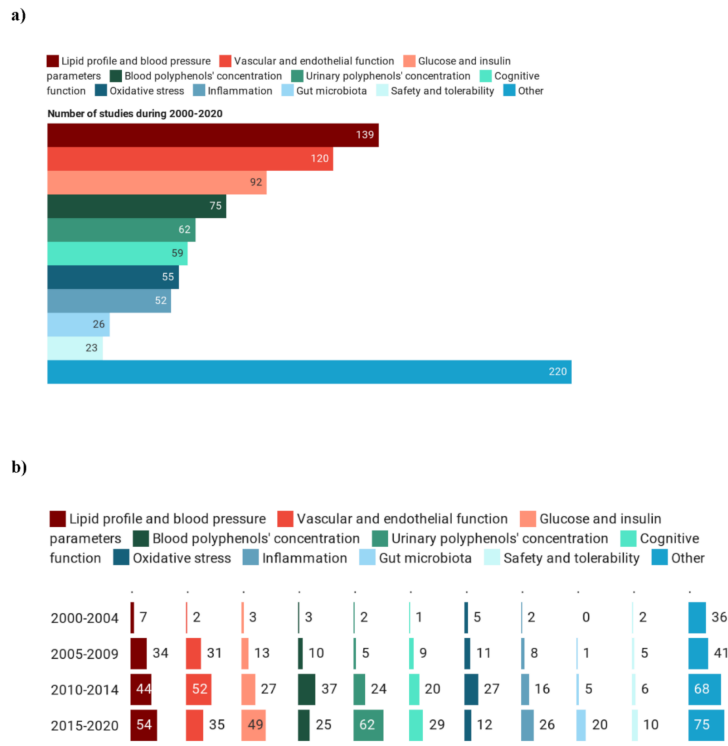 a)
Lipid profile and blood pressure Vascular and endothelial function Glucose and insulin
parameters Blood polyphenols' concentration Urinary polyphenols' concentration Cognitive
function Oxidative stress Inflammation Gut microbiota Safety and tolerability Other
Number of studies during 2000-2020
139
120
92
75
62
59
55
52
26
23
220
b)
Lipid profile and blood pressure Vascular and endothelial function Glucose and insulin
parameters Blood polyphenols' concentration Urinary polyphenols' concentration Cognitive
function Oxidative stress Inflammation Gut microbiota Safety and tolerability Other
2000-2004 7 2 3 3 2 1 5 2 0 2 36
2005-2009 34 31 13 10 5 9 11 8 1 5 41
2010-2014 44 52 27 37 24 20 27 16 5 6 68
2015-2020 54 35 49 25 62 29 12 26 20 10 75